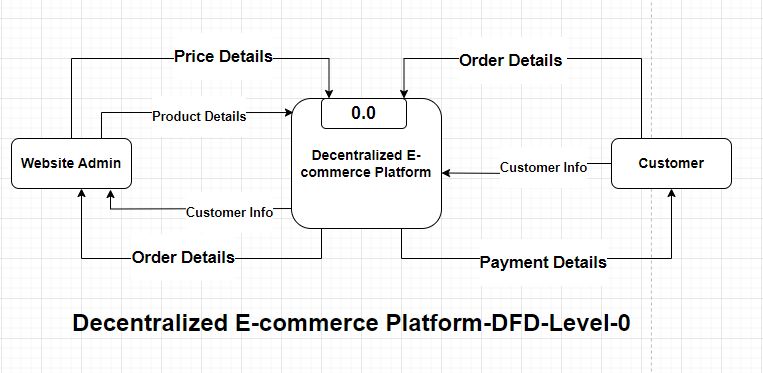 Price Details
Order Details
Product Details
0.0
Decentralized E-
commerce Platform
Website Admin
Customer Info
Customer
Customer Info
Order Details
Payment Details
Decentralized E-commerce Platform-DFD-Level-0